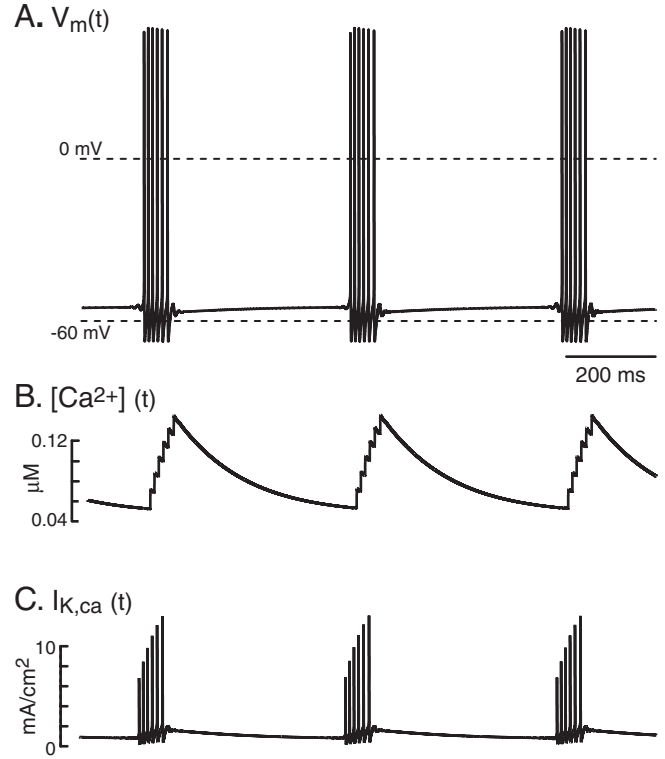 A. Vm(t)
0 mV
-60 mV
200 ms
B. [Ca2+] (t)
0.12
μM
0.04
C. IK,ca (t)
10
mA/cm2
0